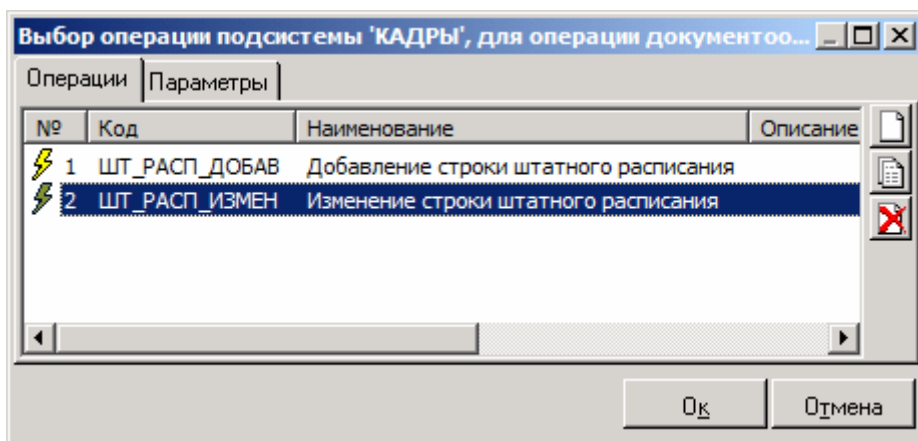 Выбор операции подсистемы 'КАДРЫ', для операции документоо...
Операции Параметры
№ Код Наименование Описание
1 ШТ_РАСП_ДОБАВ Добавление строки штатного расписания
2 ШТ_РАСП_ИЗМЕН Изменение строки штатного расписания
Ок Отмена